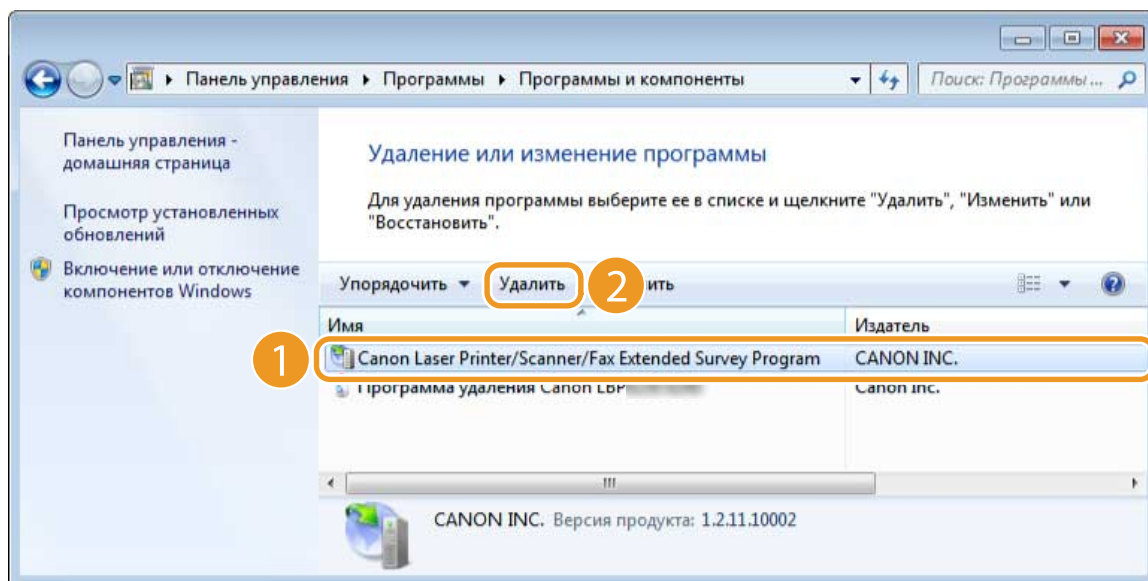 Панель управления ▸ Программы ▸ Программы и компоненты
Поиск: Программы ...
Панель управления -
домашняя страница
Просмотр установленных
обновлений
Включение или отключение
компонентов Windows
Удаление или изменение программы
Для удаления программы выберите ее в списке и щелкните "Удалить", "Изменить" или
"Восстановить".
Упорядочить Удалить 2 ить
Имя Издатель
1 Canon Laser Printer/Scanner/Fax Extended Survey Program CANON INC.
Программа удаления Canon LBP Canon Inc.
CANON INC. Версия продукта: 1.2.11.10002